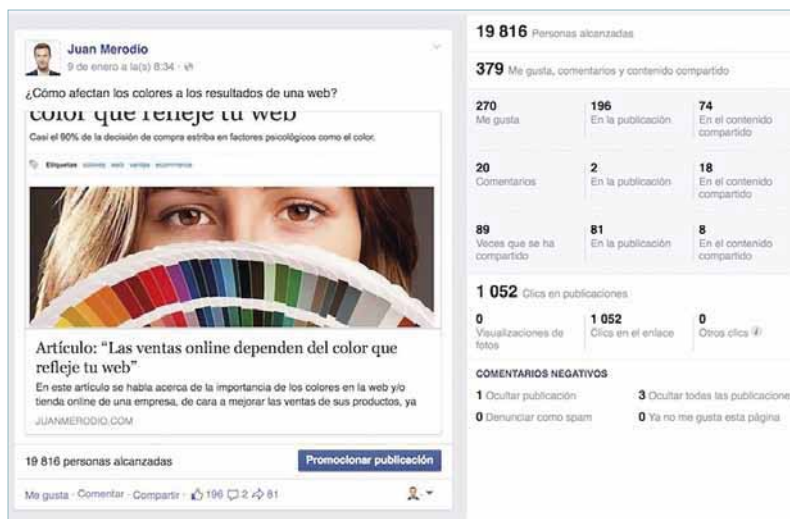 Juan Merodio
9 de enero a la(s) 8:34 ·
¿Cómo afectan los colores a los resultados de una web?
color que refleje tu web
Casi el 90% de la decisión de compra estriba en factores psicológicos como el color.
Etiquetas colores web ventas ecommerce
Artículo: “Las ventas online dependen del color que
refleje tu web”
En este artículo se habla acerca de la importancia de los colores en la web y/o
tienda online de una empresa, de cara a mejorar las ventas de sus productos, ya
JUANMERODIO.COM
19 816 personas alcanzadas
Promocionar publicación
Me gusta · Comentar · Compartir · 196 2 81
19 816 Personas alcanzadas
379 Me gusta, comentarios y contenido compartido
270 196 74
Me gusta En la publicación En el contenido
compartido
20 2 18
Comentarios En la publicación En el contenido
compartido
89 81 8
Veces que se ha En la publicación En el contenido
compartido compartido
1 052 Clics en publicaciones
0 1 052 0
Visualizaciones de Clics en el enlace Otros clics
fotos
COMENTARIOS NEGATIVOS
1 Ocultar publicación 3 Ocultar todas las publicacione
0 Denunciar como spam 0 Ya no me gusta esta página